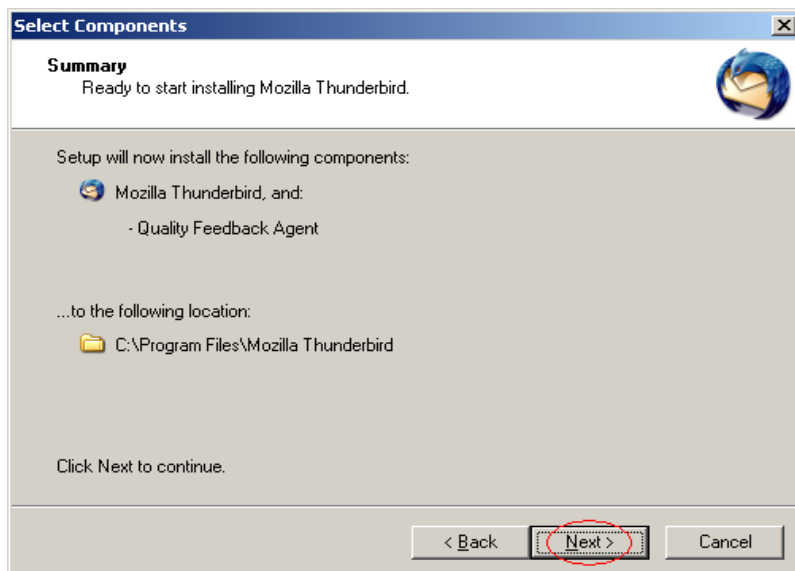 Select Components
Summary
Ready to start installing Mozilla Thunderbird.
Setup will now install the following components:
Mozilla Thunderbird, and:
- Quality Feedback Agent
...to the following location:
C:\Program Files\Mozilla Thunderbird
Click Next to continue.
< Back
Next >
Cancel